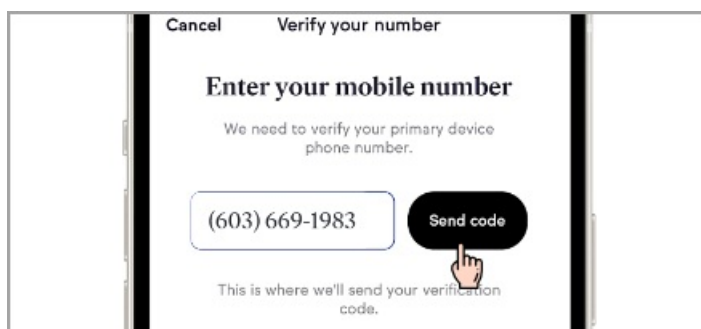 Cancel Verify your number
Enter your mobile number
We need to verify your primary device
phone number.
(603) 669-1983 Send code
This is where we'll send your verification
code.